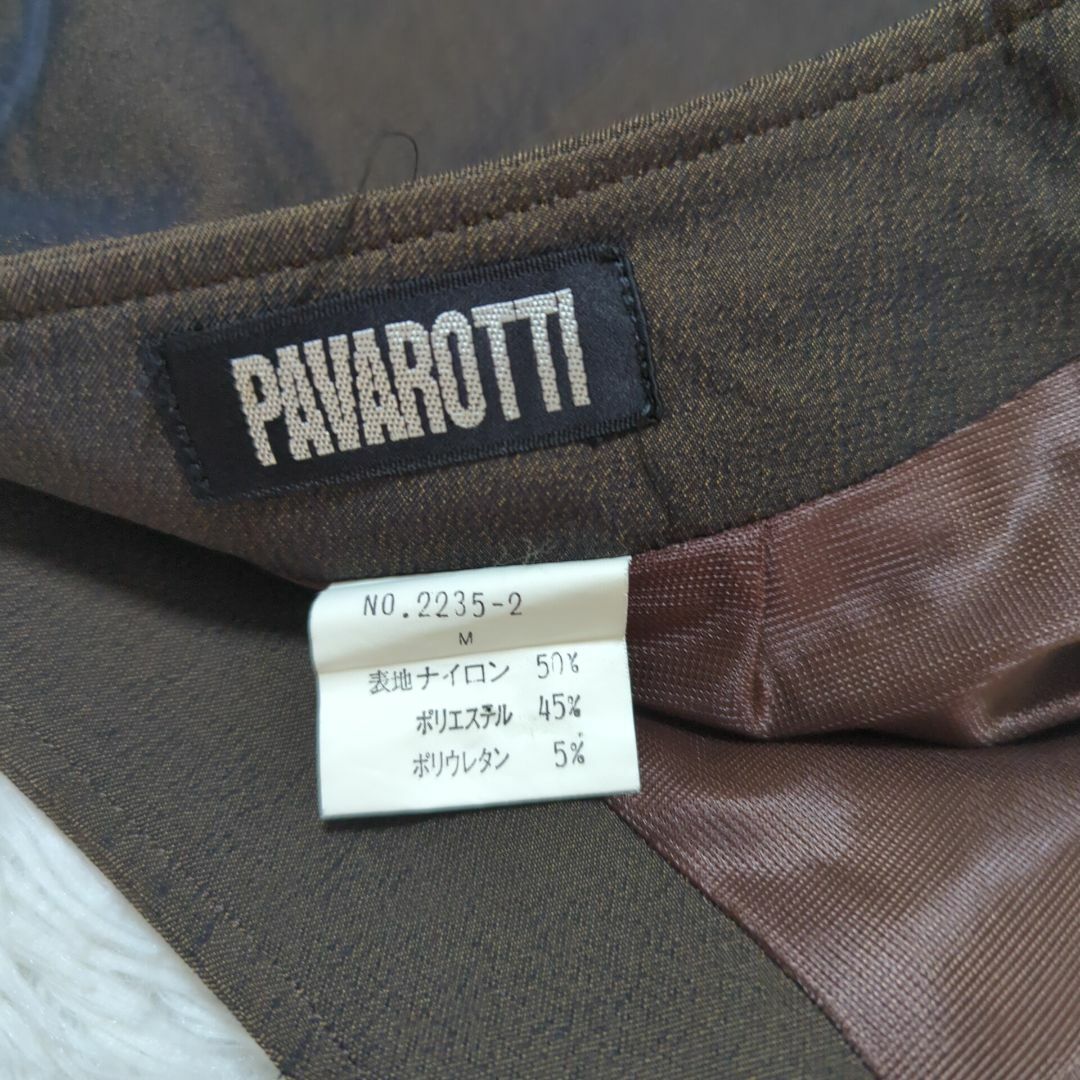 PAVAROTTI
NO.2235-2
M
表地ナイロン 50%
ポリエステル 45%
ポリウレタン 5%